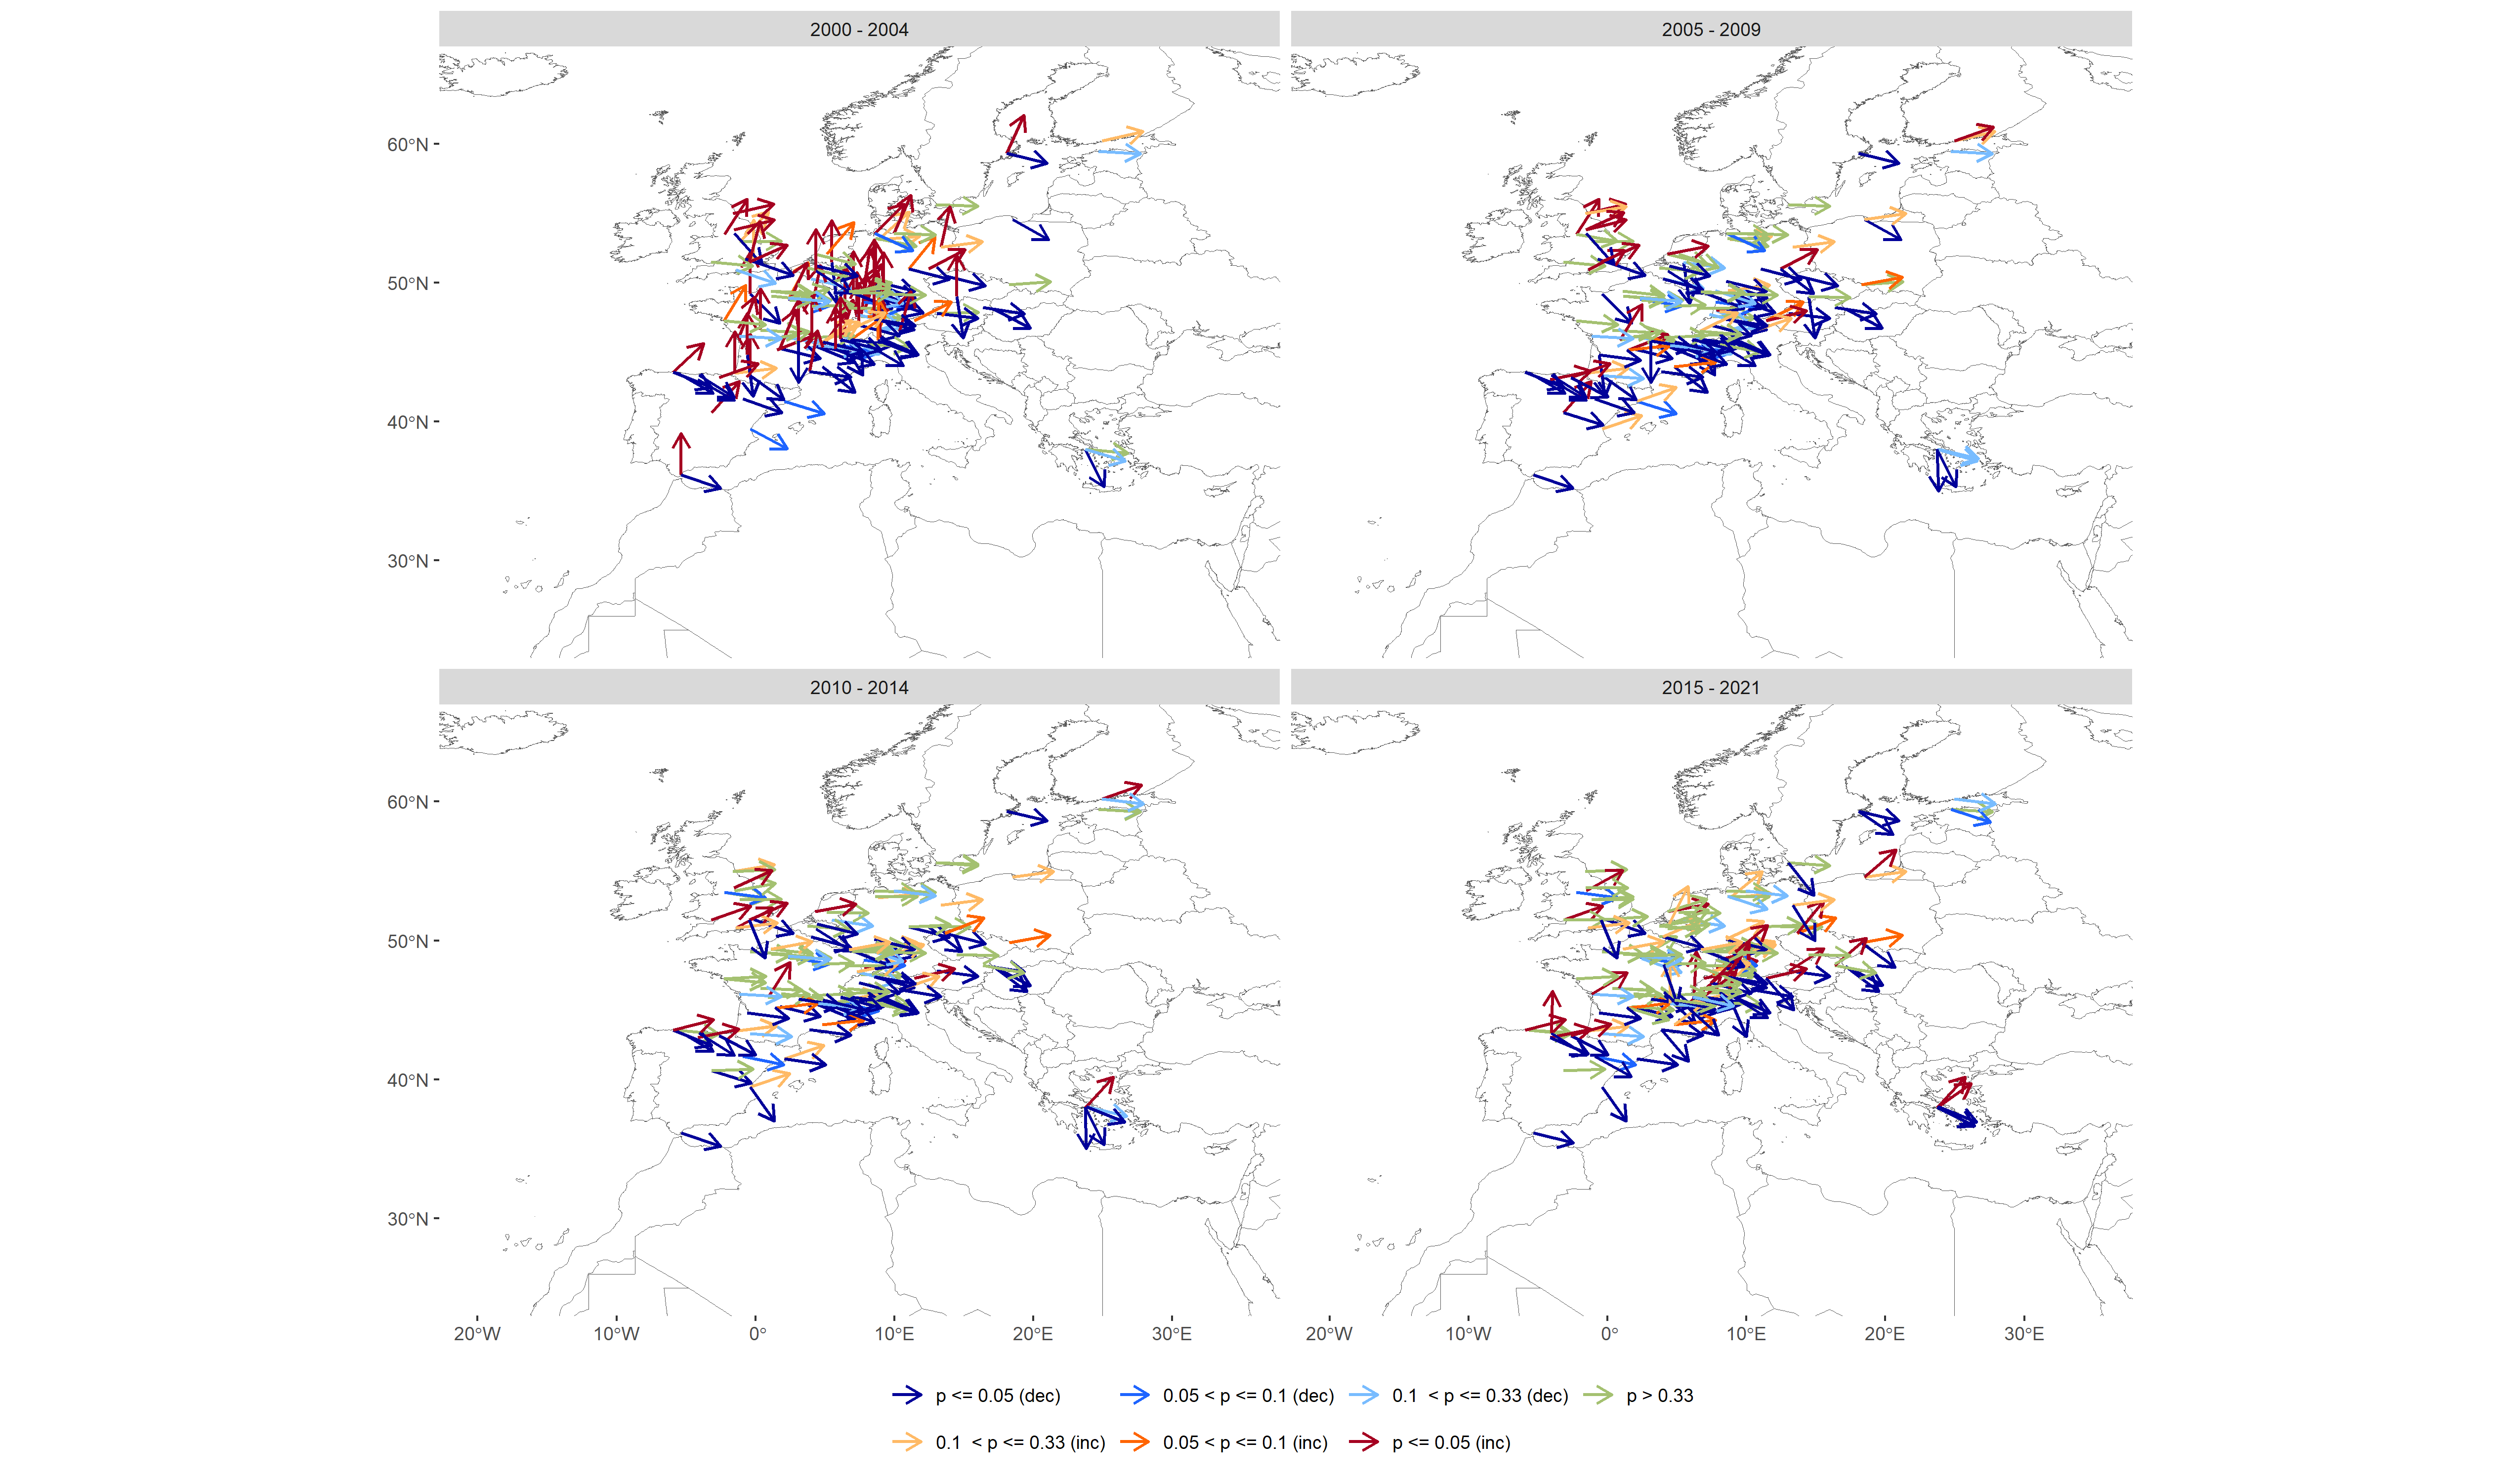 2000 - 2004
2005 - 2009
60°N
50°N
40°N
30°N
2010 - 2014
2015 - 2021
60°N
50°N
40°N
30°N
20°W 10°W 0° 10°E 20°E 30°E
20°W 10°W 0° 10°E 20°E 30°E
p <= 0.05 (dec) 0.05 < p <= 0.1 (dec) 0.1 < p <= 0.33 (dec) p > 0.33
0.1 < p <= 0.33 (inc) 0.05 < p <= 0.1 (inc) p <= 0.05 (inc)